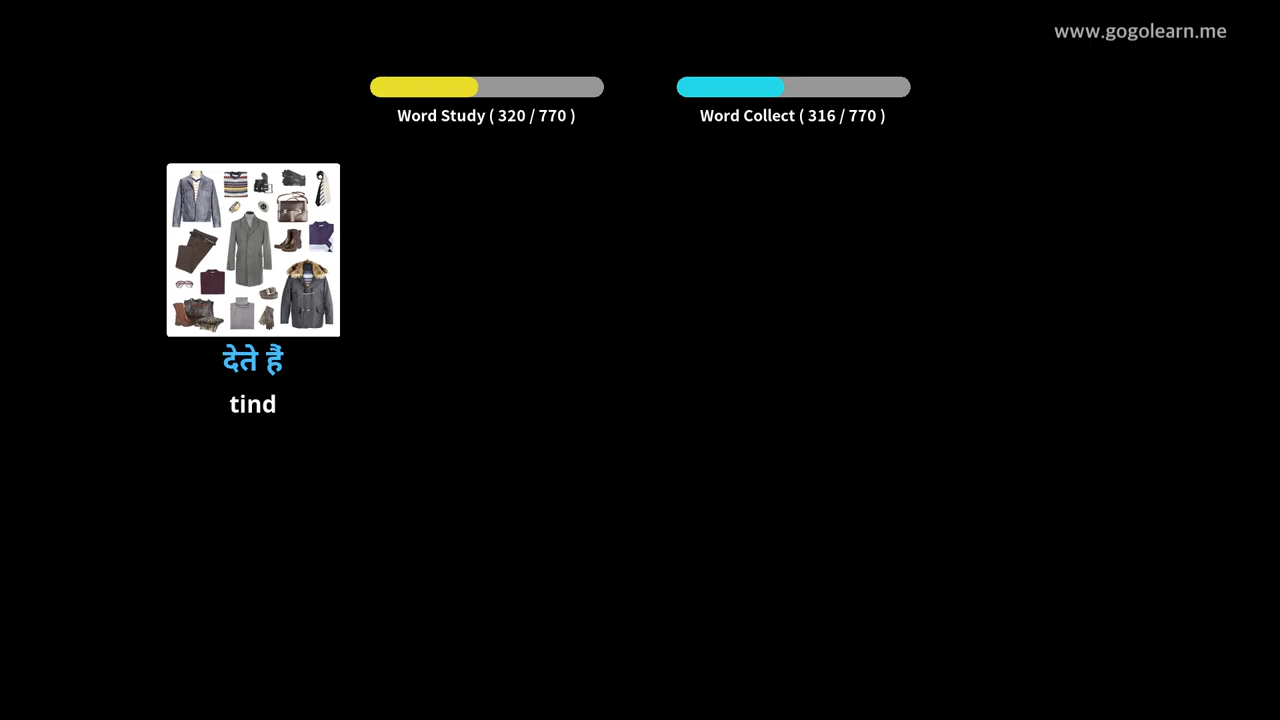 www.gogolearn.me
Word Study ( 320 / 770 )
Word Collect ( 316 / 770 )
देते हैं
tind